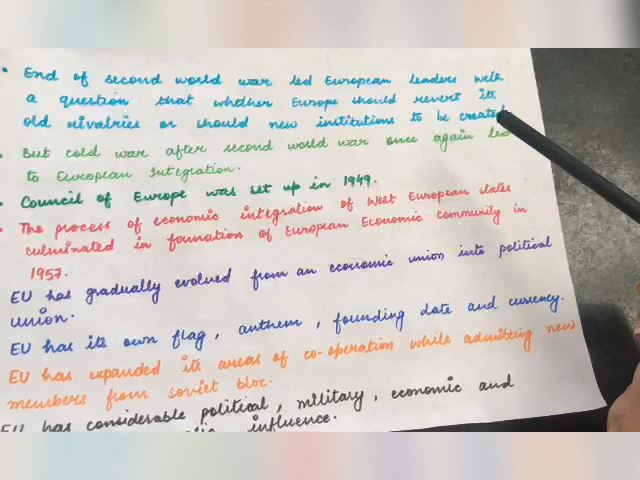 • End of second world war led European leaders with
a question that whether Europe should revert its
old rivalries or should new institutions to be created
• But cold war after second world war once again led
to European Integration.
• Council of Europe was set up in 1949.
• The process of economic integration of West European states
culminated in formation of European Economic community in
1957.
EU has gradually evolved from an economic union into political
union.
EU has its own flag, anthem, founding date and currency.
EU has expanded its areas of co-operation while admitting new
members from soviet bloc.
EU has considerable political, military, economic and
influence.